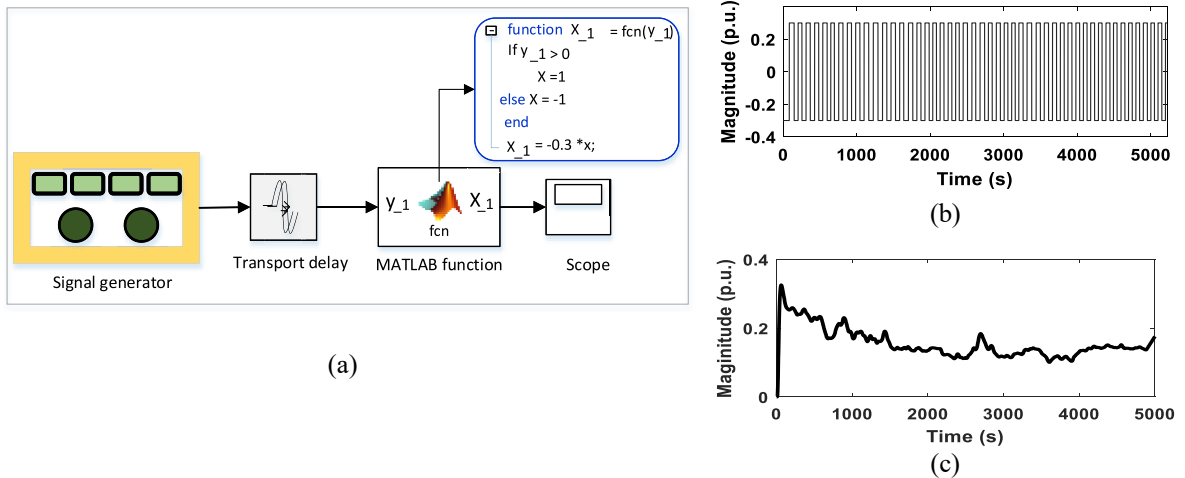 function X_1 = fcn(y_1)
If y_1 > 0
X =1
else X = -1
end
X_1 = -0.3 *x;
y_1 X_1
fcn
Signal generator
Transport delay
MATLAB function
Scope
(a)
Magnitude (p.u.)
0.2
0
-0.2
-0.4
0 1000 2000 3000 4000 5000
Time (s)
(b)
Maginitude (p.u.)
0.4
0.2
0
0 1000 2000 3000 4000 5000
Time (s)
(c)